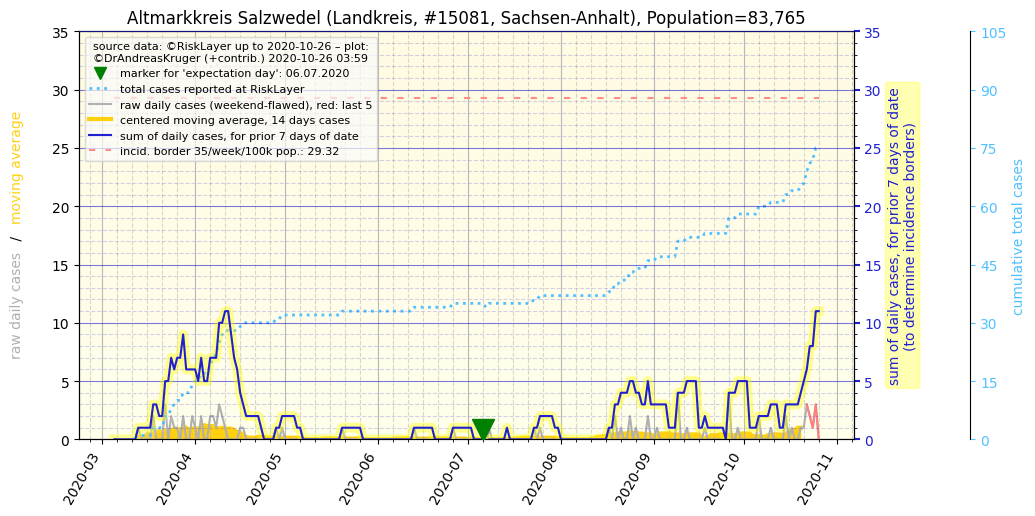 Altmarkkreis Salzwedel (Landkreis, #15081, Sachsen-Anhalt), Population=83,765
source data: ©RiskLayer up to 2020-10-26 – plot:
©DrAndreasKruger (+contrib.) 2020-10-26 03:59
marker for 'expectation day': 06.07.2020
total cases reported at RiskLayer
raw daily cases (weekend-flawed), red: last 5
centered moving average, 14 days cases
sum of daily cases, for prior 7 days of date
incid. border 35/week/100k pop.: 29.32
raw daily cases / moving average
35
30
25
20
15
10
5
0
2020-03
2020-04
2020-05
2020-06
2020-07
2020-08
2020-09
2020-10
2020-11
35
30
25
20
15
10
5
0
sum of daily cases, for prior 7 days of date
(to determine incidence borders)
105
90
75
60
45
30
15
0
cumulative total cases